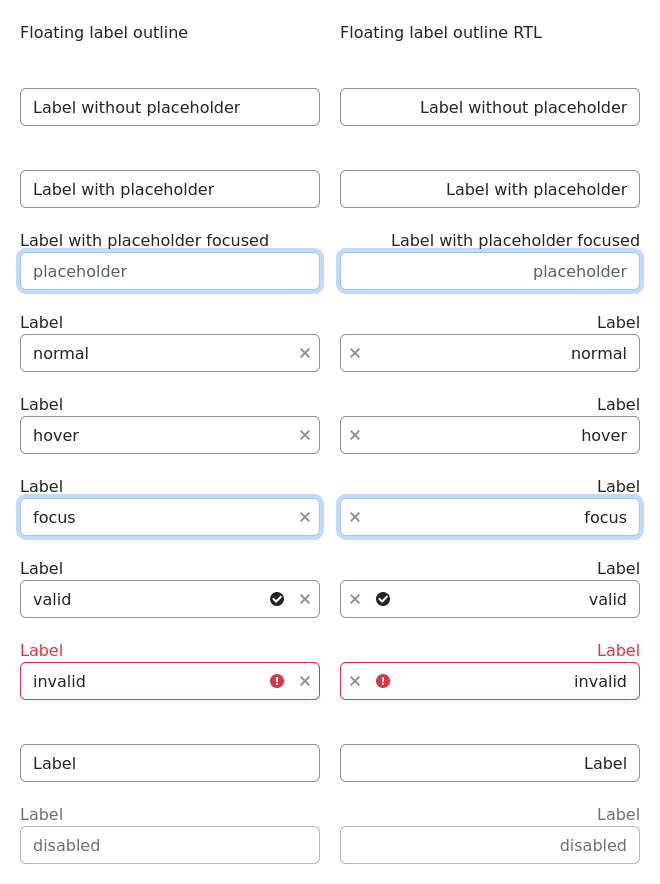 Floating label outline
Floating label outline RTL
Label without placeholder
Label without placeholder
Label with placeholder
Label with placeholder
Label with placeholder focused
Label with placeholder focused
placeholder
placeholder
Label
Label
normal
normal
Label
Label
hover
hover
Label
Label
focus
focus
Label
Label
valid
valid
Label
Label
invalid
invalid
Label
Label
Label
Label
disabled
disabled